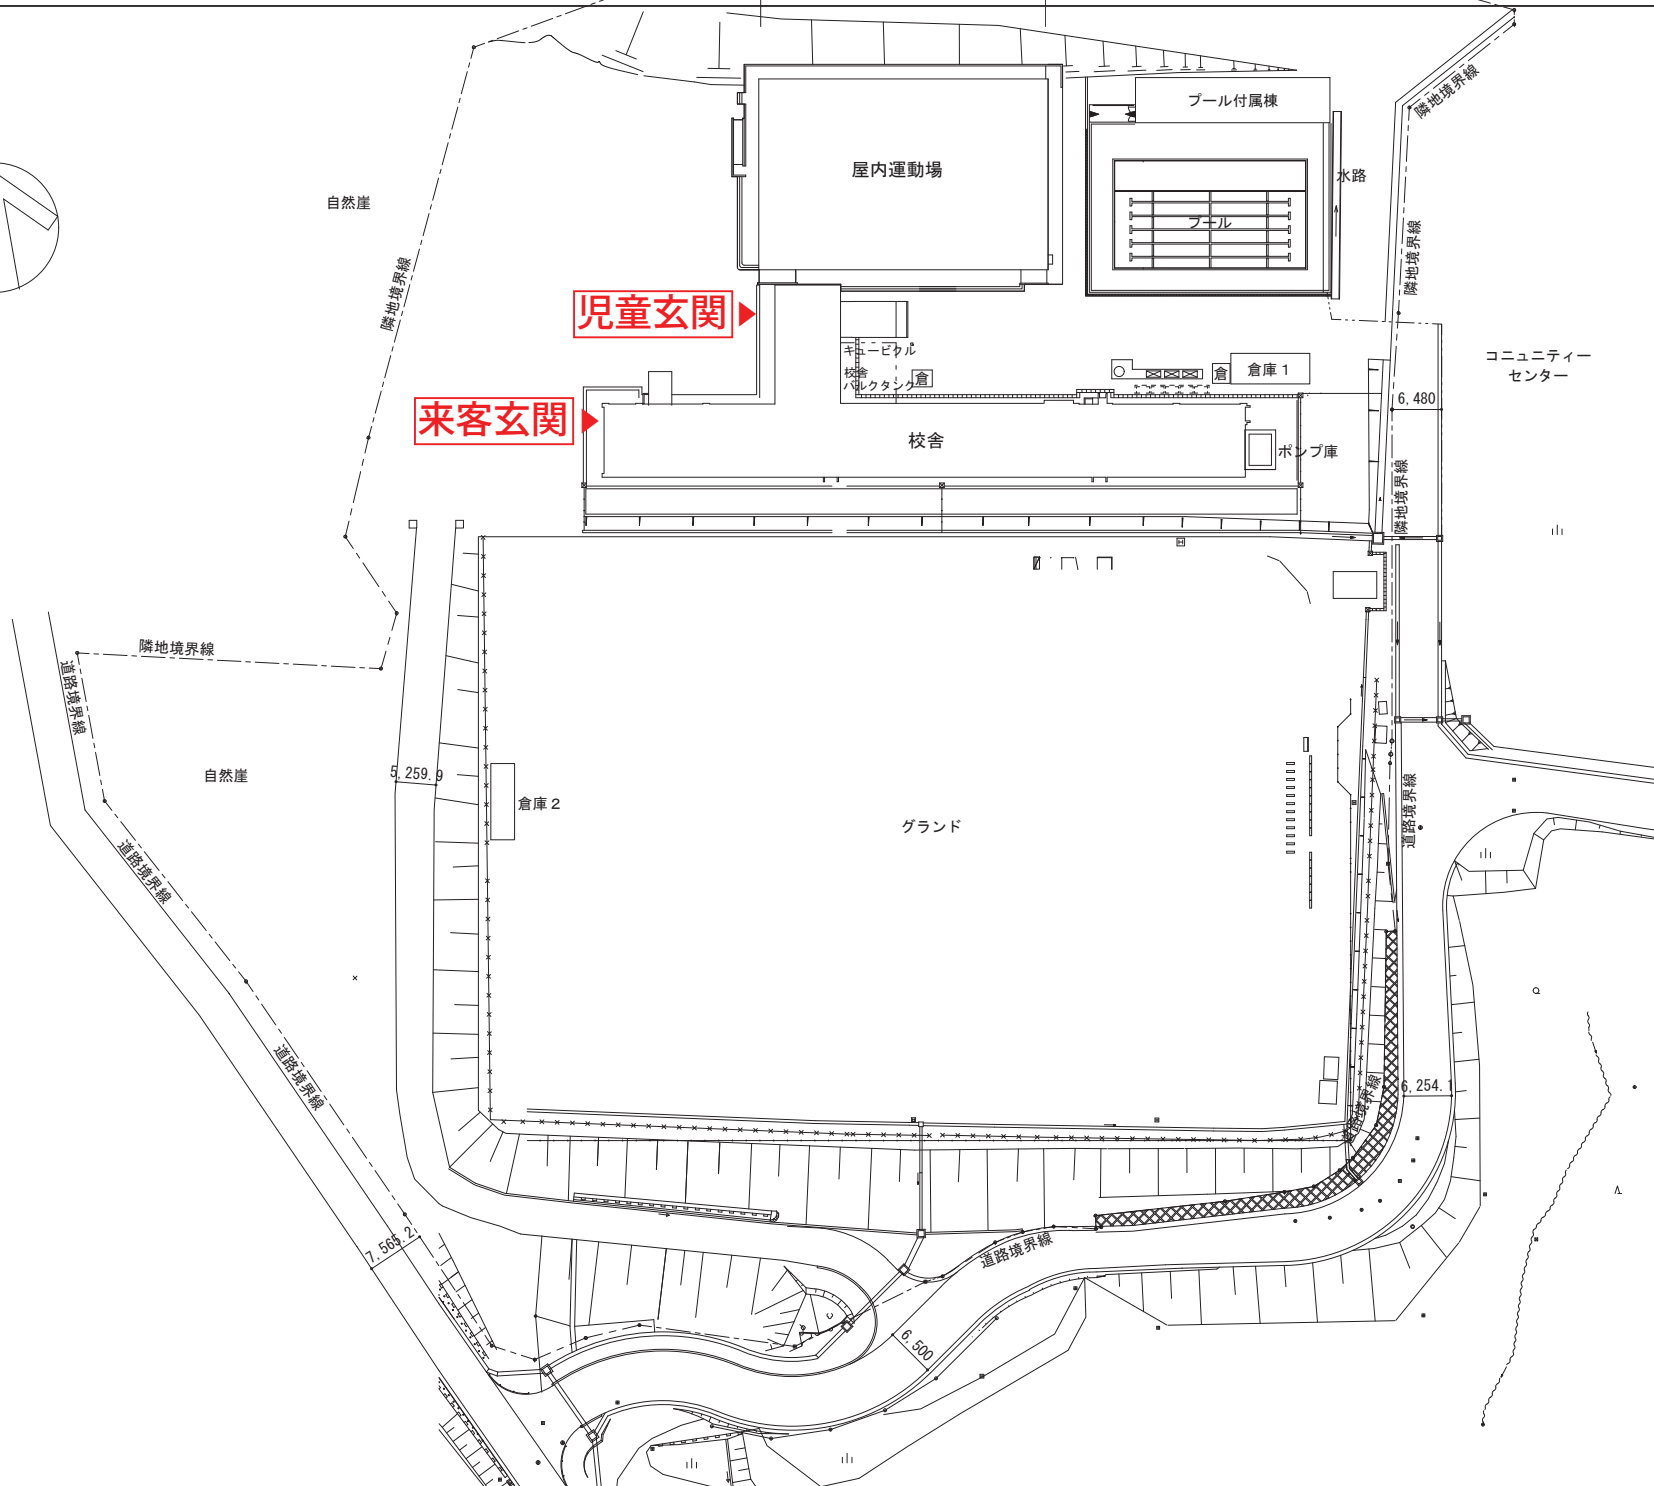 隣地境界線
プール付属棟
屋内運動場
水路
自然崖
プール
隣地境界線
隣地境界線
児童玄関
キュービクル
コニュニティー
センター
校舎
バルクタンク
倉
倉
倉庫1
6,480
来客玄関
校舎
ポンプ庫
隣地境界線
隣地境界線
道路境界線
自然崖
5,259.9
倉庫2
グランド
道路境界線
道路境界線
道路境界線
道路境界線
6,254.1
7,565.2
道路境界線
6,500